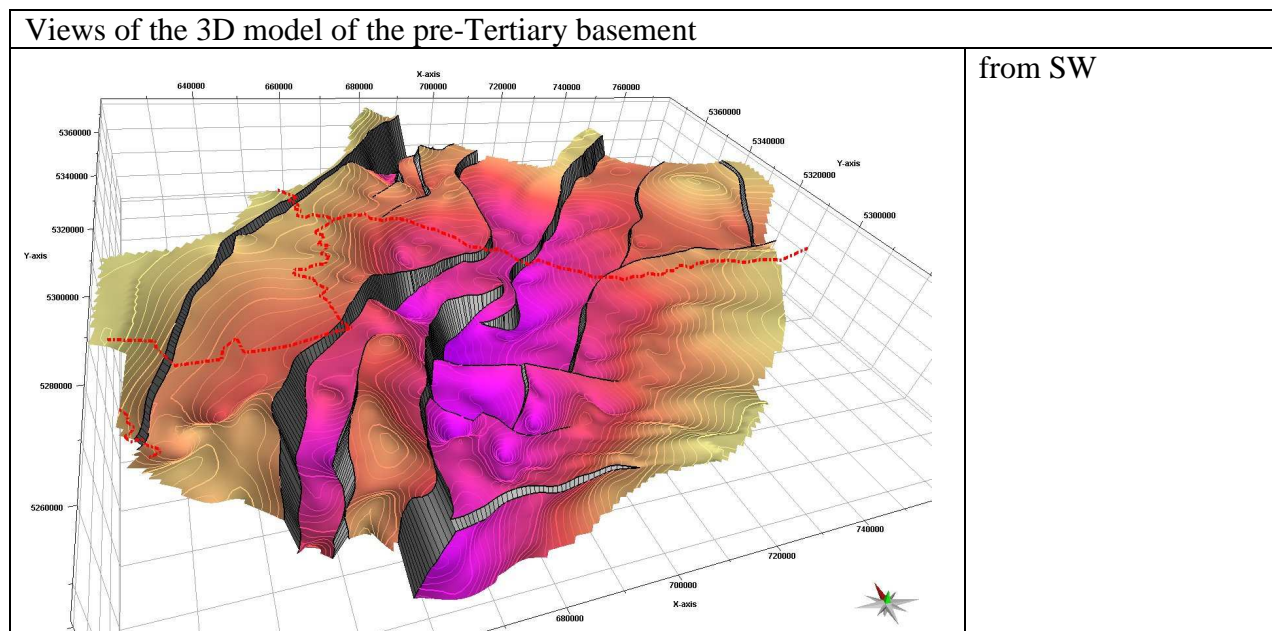 Views of the 3D model of the pre-Tertiary basement
from SW
X-axis
640000 660000 680000 700000 720000 740000 760000
5360000
5340000
5320000
Y-axis
5300000
5280000
5260000
5360000
5340000
Y-axis
5320000
5300000
740000
720000
700000
X-axis
680000